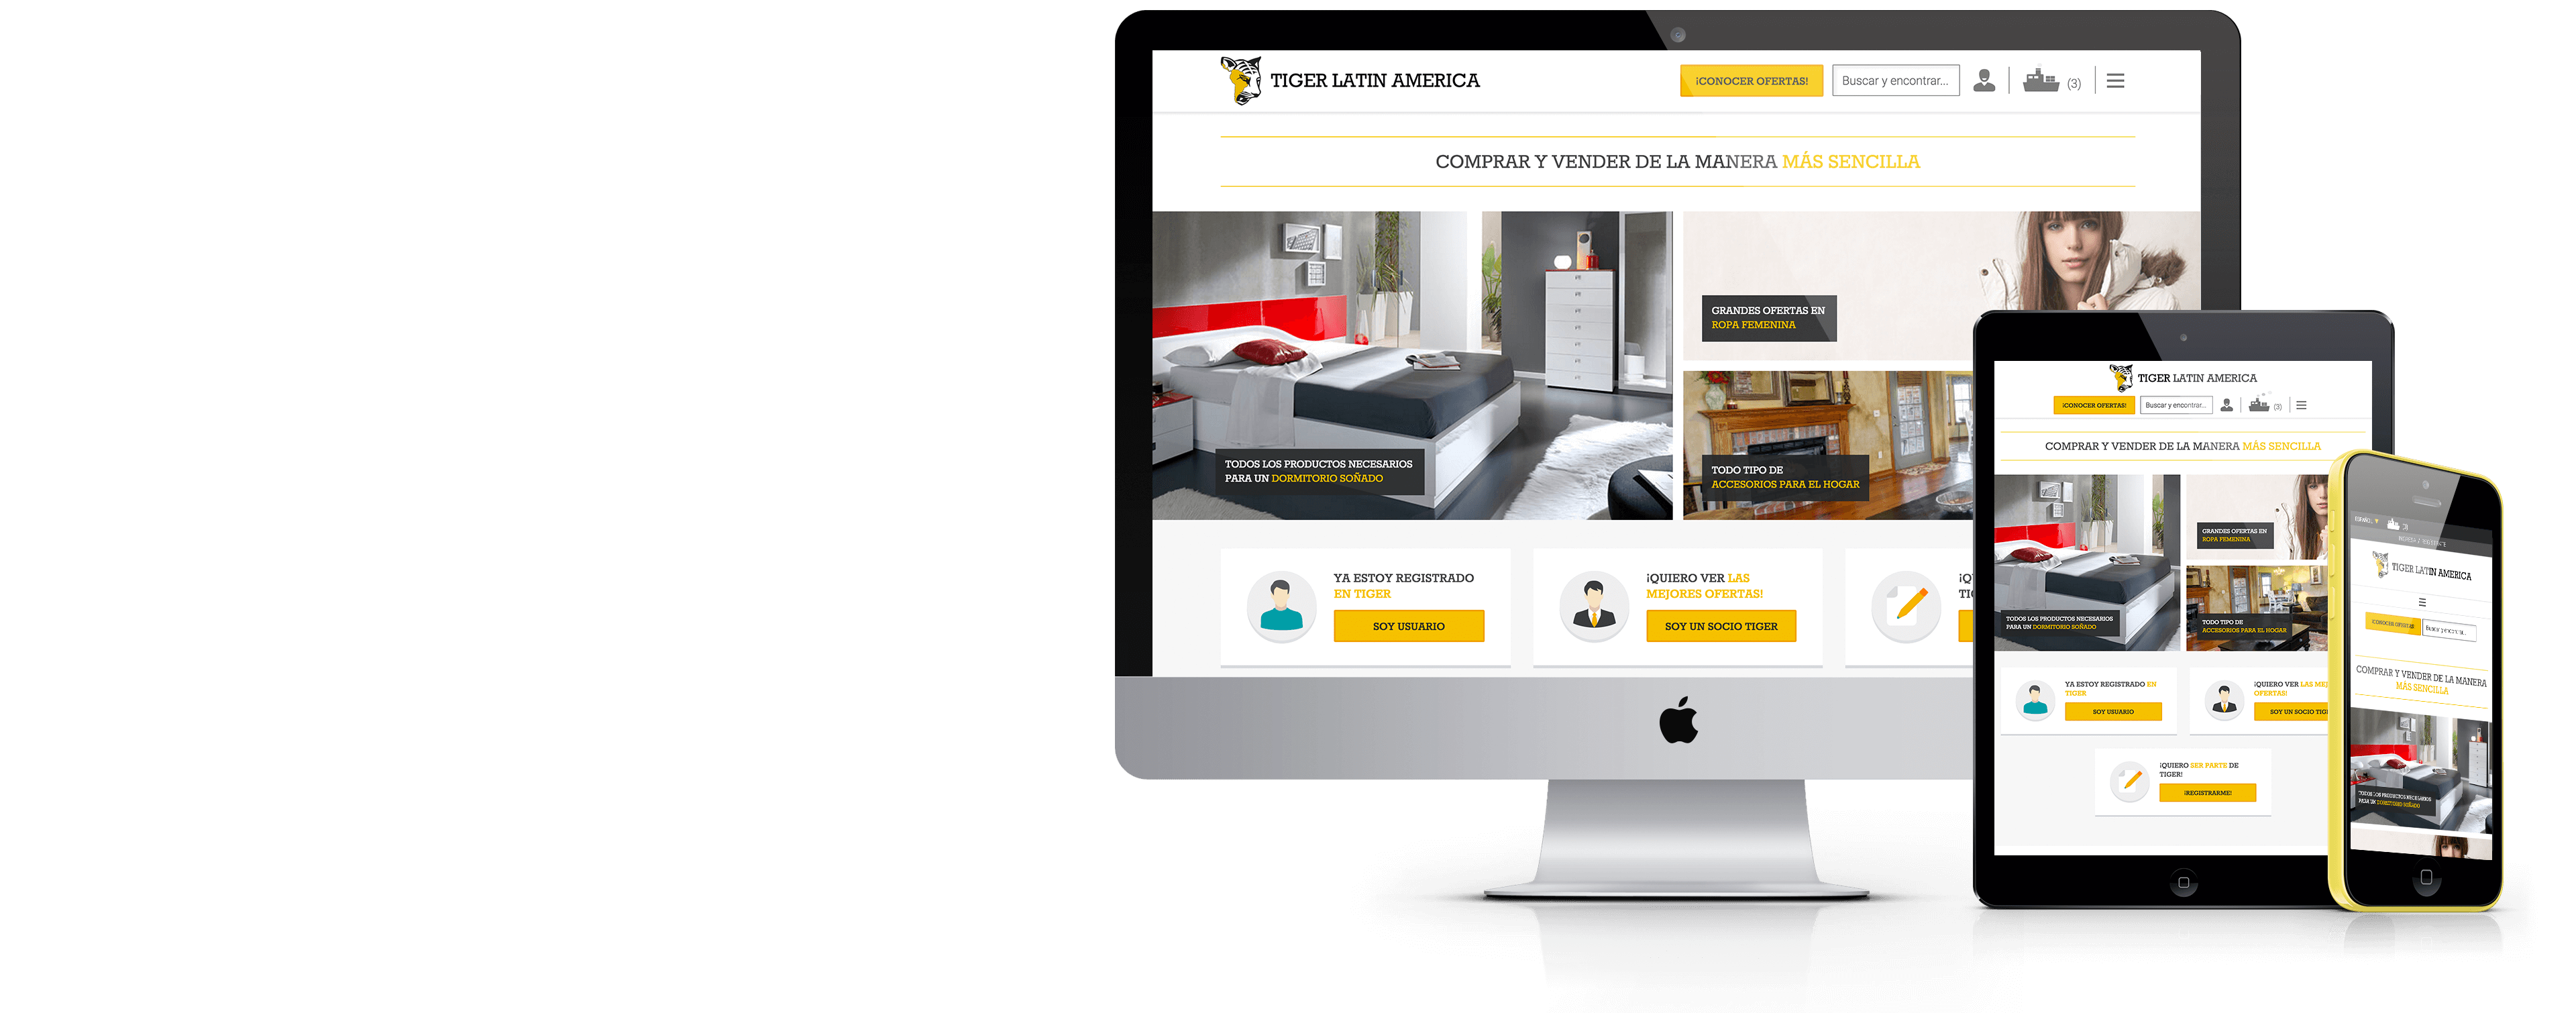 TIGER LATIN AMERICA
¡CONOCER OFERTAS!
Buscar y encontrar...
(3)
COMPRAR Y VENDER DE LA MANERA MÁS SENCILLA
TODOS LOS PRODUCTOS NECESARIOS
PARA UN DORMITORIO SOÑADO
GRANDES OFERTAS EN
ROPA FEMENINA
TODO TIPO DE
ACCESORIOS PARA EL HOGAR
YA ESTOY REGISTRADO
EN TIGER
SOY USUARIO
¡QUIERO VER LAS
MEJORES OFERTAS!
SOY UN SOCIO TIGER
TIGER LATIN AMERICA
¡CONOCER OFERTAS!
Buscar y encontrar...
(3)
COMPRAR Y VENDER DE LA MANERA MÁS SENCILLA
TODOS LOS PRODUCTOS NECESARIOS
PARA UN DORMITORIO SOÑADO
GRANDES OFERTAS EN
ROPA FEMENINA
TODO TIPO DE
ACCESORIOS PARA EL HOGAR
YA ESTOY REGISTRADO EN
TIGER
SOY USUARIO
¡QUIERO VER LAS
OFERTAS!
SOY UN SOCIO
¡QUIERO SER PARTE DE
TIGER!
¡REGISTRARME!
ESPAÑOL
TIGER LATIN AMERICA
¡CONOCER OFERTAS!
Buscar y encontrar...
COMPRAR Y VENDER DE LA MANERA
MÁS SENCILLA
TODOS LOS PRODUCTOS NECESARIOS
PARA UN DORMITORIO SOÑADO